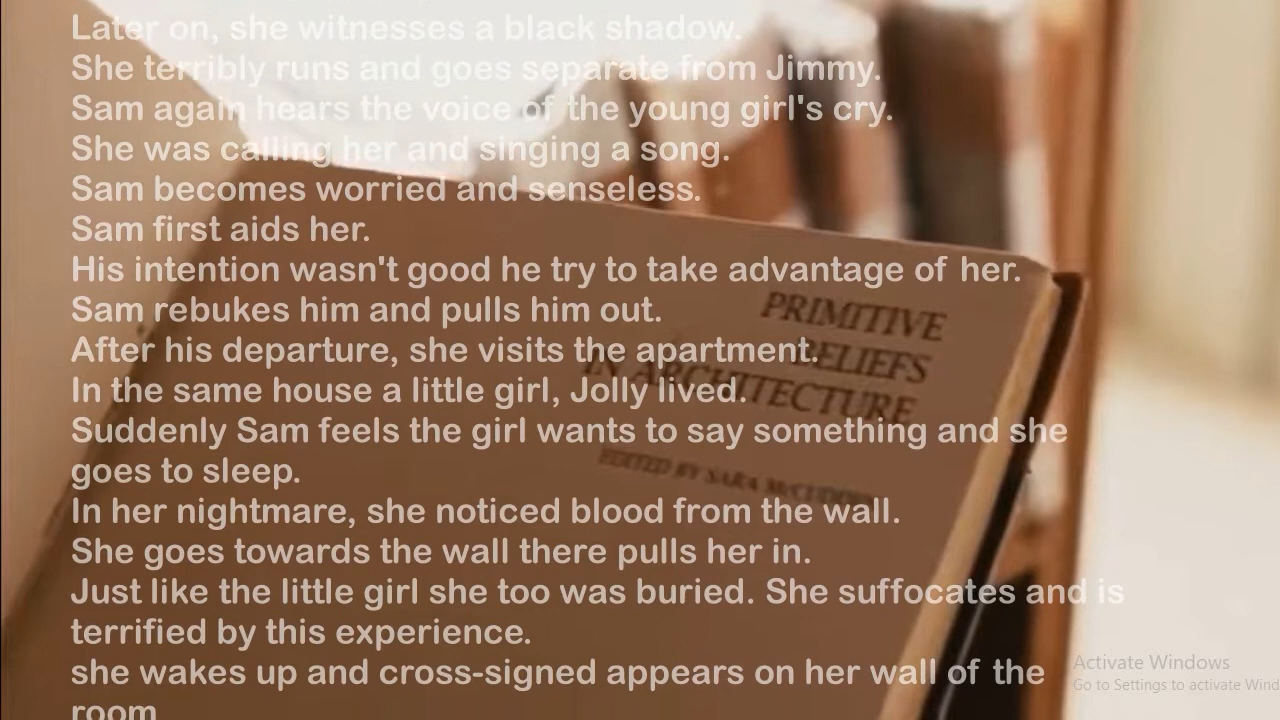 Later on, she witnesses a black shadow.
She terribly runs and goes separate from Jimmy.
Sam again hears the voice of the young girl's cry.
She was calling her and singing a song.
Sam becomes worried and senseless.
Sam first aids her.
His intention wasn't good he try to take advantage of her.
Sam rebukes him and pulls him out.
After his departure, she visits the apartment.
In the same house a little girl, Jolly lived.
Suddenly Sam feels the girl wants to say something and she
goes to sleep.
In her nightmare, she noticed blood from the wall.
She goes towards the wall there pulls her in.
Just like the little girl she too was buried. She suffocates and is
terrified by this experience.
she wakes up and cross-signed appears on her wall of the
room
PRIMITIVE
BELIEFS
IN ARCHITECTURE
EDITED BY SARA
Activate Windows
Go to Settings to activate Wind